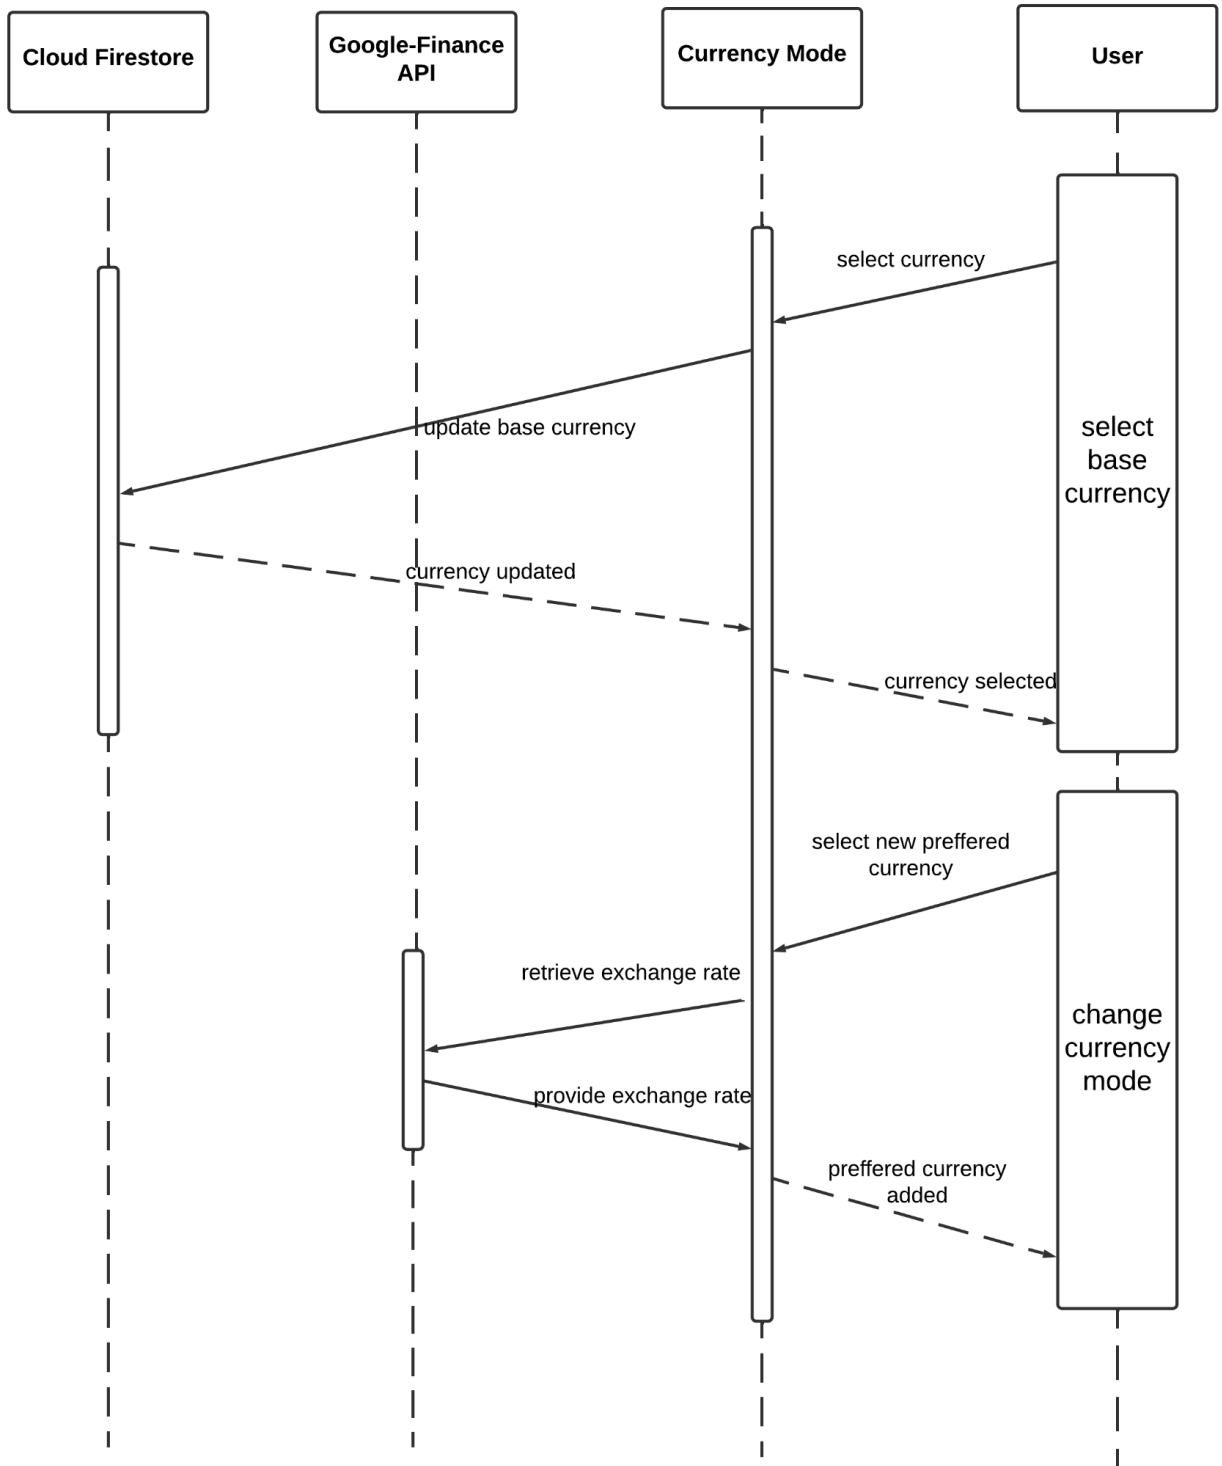 Cloud Firestore
Google-Finance
API
Currency Mode
User
select currency
update base currency
select
base
currency
currency updated
currency selected
select new preffered
currency
retrieve exchange rate
change
currency
mode
provide exchange rate
preffered currency
added